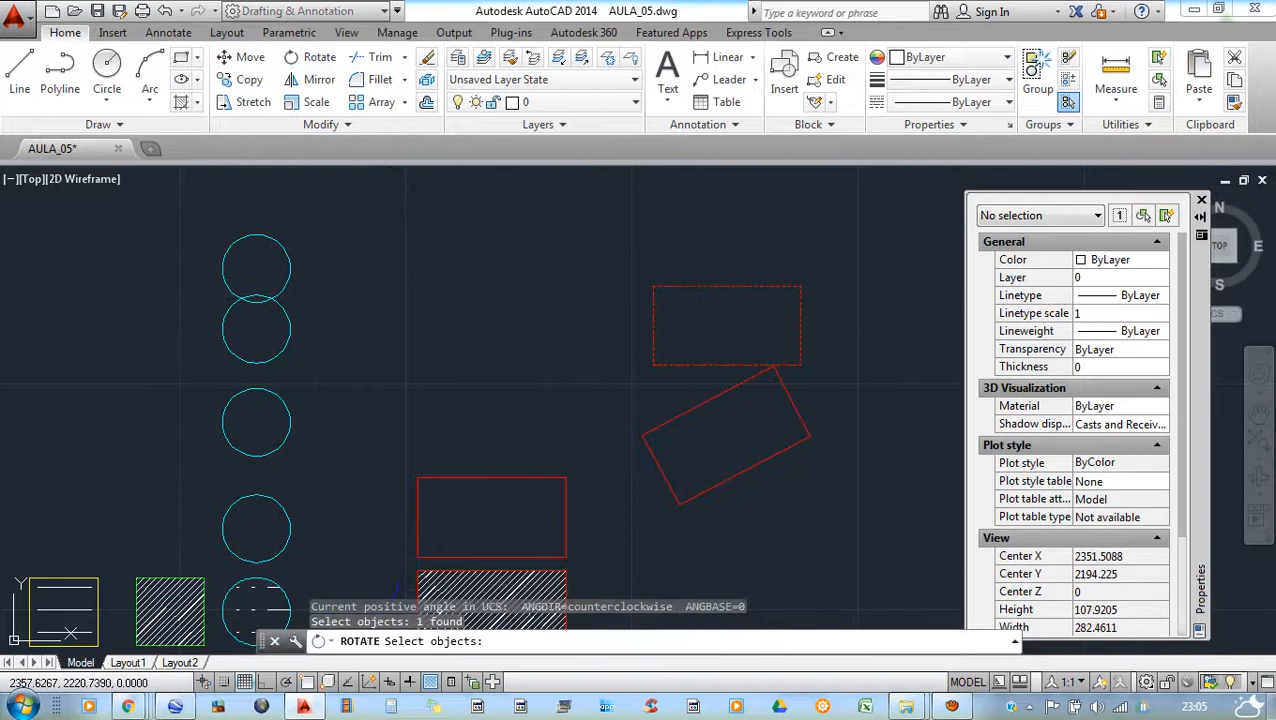 Drafting & Annotation
Autodesk AutoCAD 2014 AULA_05.dwg
Type a keyword or phrase
Sign In
Home Insert Annotate Layout Parametric View Manage Output Plug-ins Autodesk 360 Featured Apps Express Tools
Line Polyline Circle Arc
Move Rotate Trim
Copy Mirror Fillet
Stretch Scale Array
Unsaved Layer State
0
Text
Linear
Leader
Table
Insert
Create
Edit
ByLayer
ByLayer
ByLayer
Group
Measure
Paste
Draw Modify Layers Annotation Block Properties Groups Utilities Clipboard
AULA_05*
[−][Top][2D Wireframe]
N
TOP E
S
No selection
General
Color ByLayer
Layer 0
Linetype ByLayer
Linetype scale 1
Lineweight ByLayer
Transparency ByLayer
Thickness 0
3D Visualization
Material ByLayer
Shadow disp... Casts and Receiv...
Plot style
Plot style ByColor
Plot style table None
Plot table att... Model
Plot table type Not available
View
Center X 2351.5088
Center Y 2194.225
Center Z 0
Height 107.9205
Width 282.4611
Properties
Y
X
Current positive angle in UCS: ANGDIR=counterclockwise ANGBASE=0
Select objects: 1 found
ROTATE Select objects:
Model Layout1 Layout2
2357.6267, 2220.7390, 0.0000
MODEL
1:1
23:05